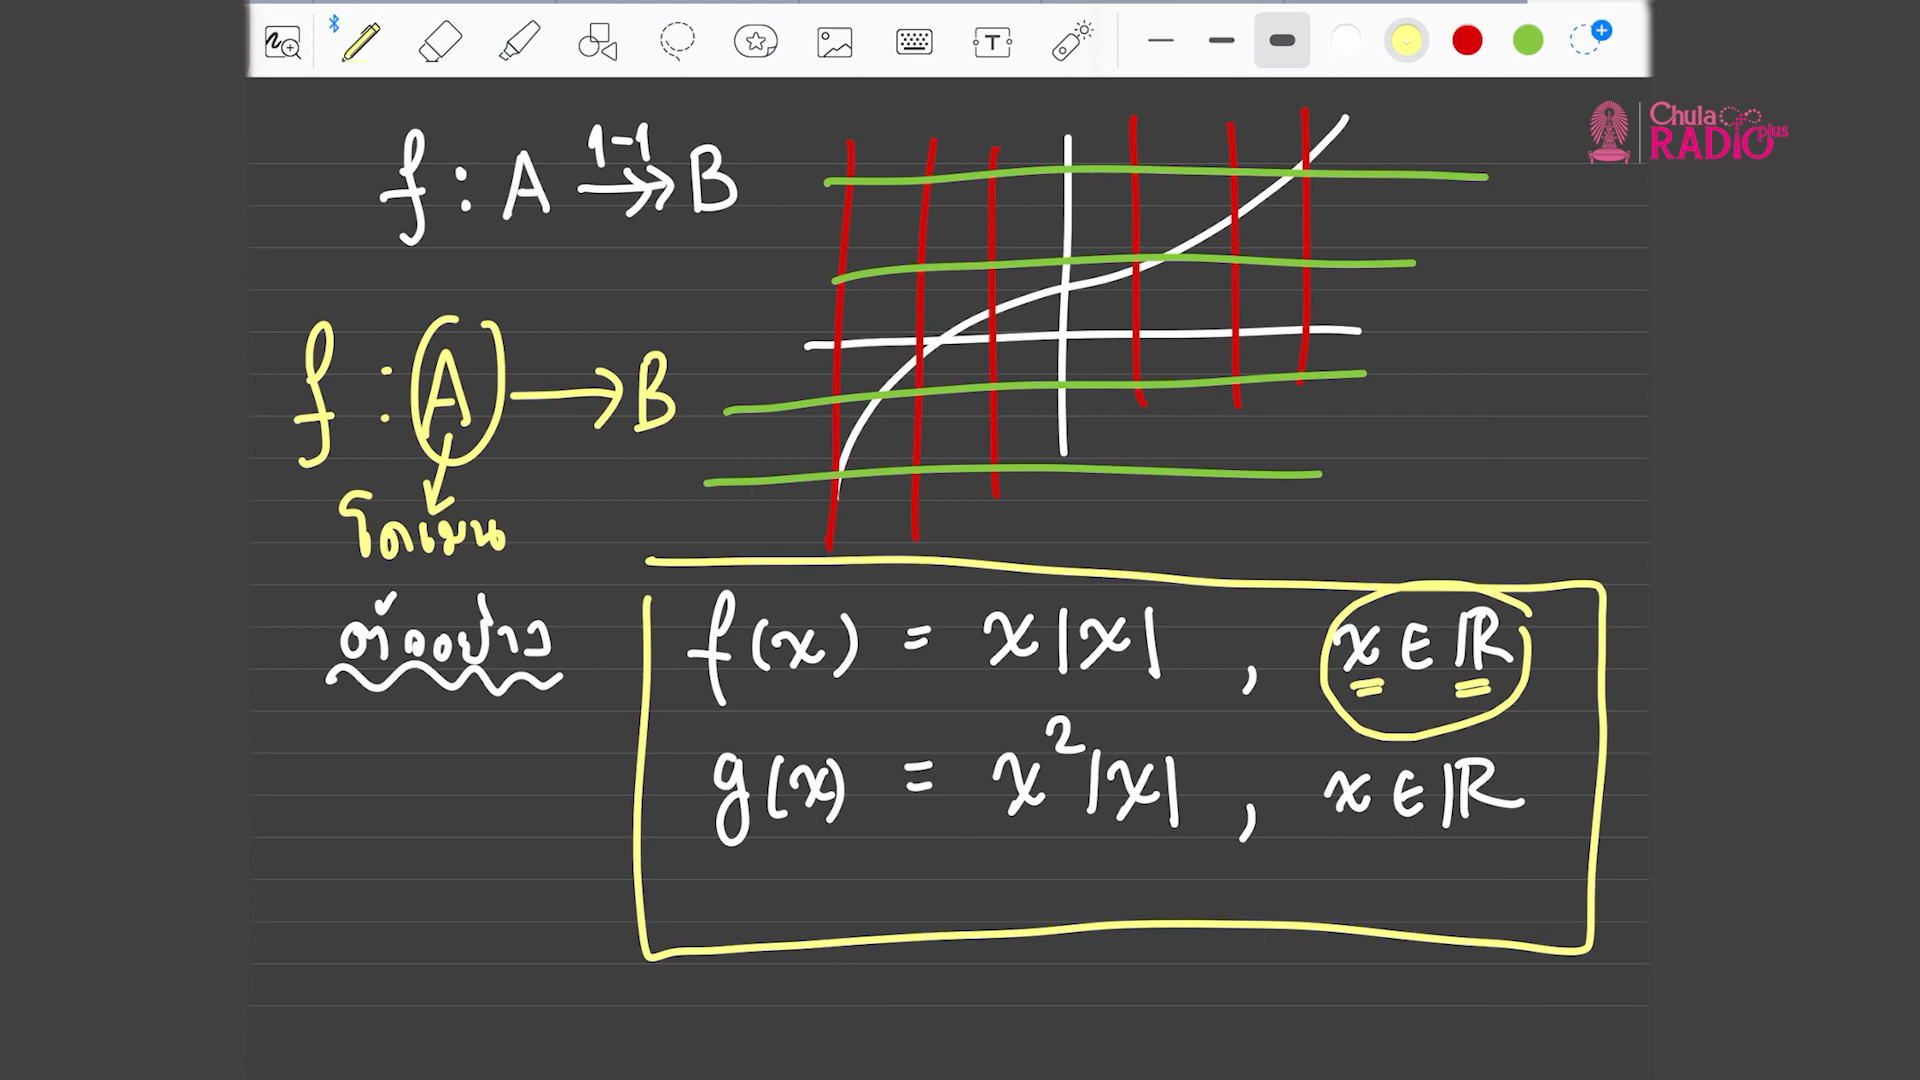 Chula
RADIO plus
f : A 1-1 ↠ B
f : A → B
โดเมน
ตัวอย่าง
f(x) = x|x| , x ∈ ℝ
g(x) = x²|x| , x ∈ ℝ